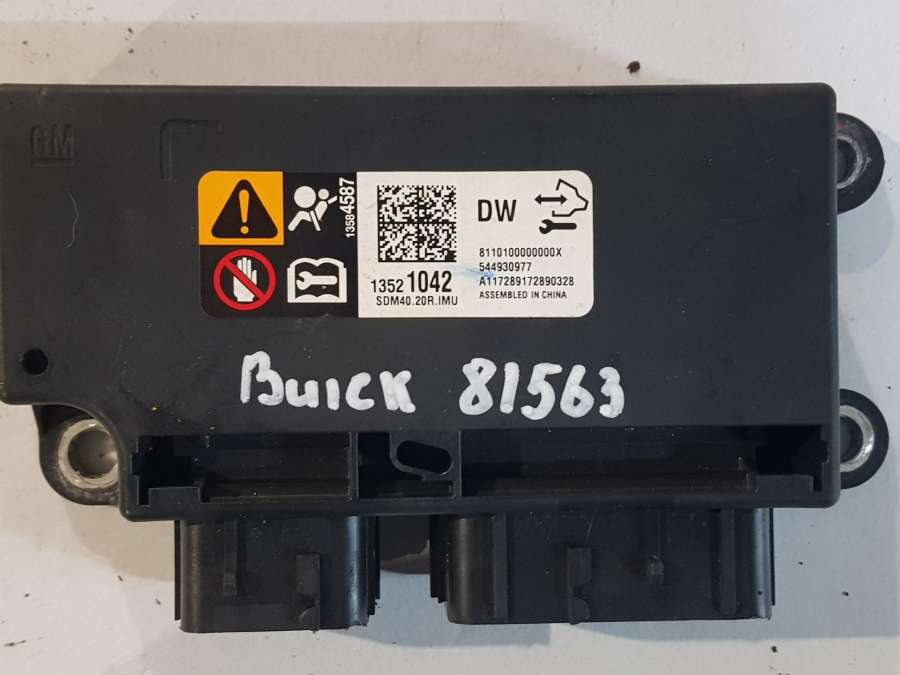 GM
13584587
DW
8110100000000X
544930977
A117289172890328
ASSEMBLED IN CHINA
13521042
SDM40.20R.IMU
Buick 81563